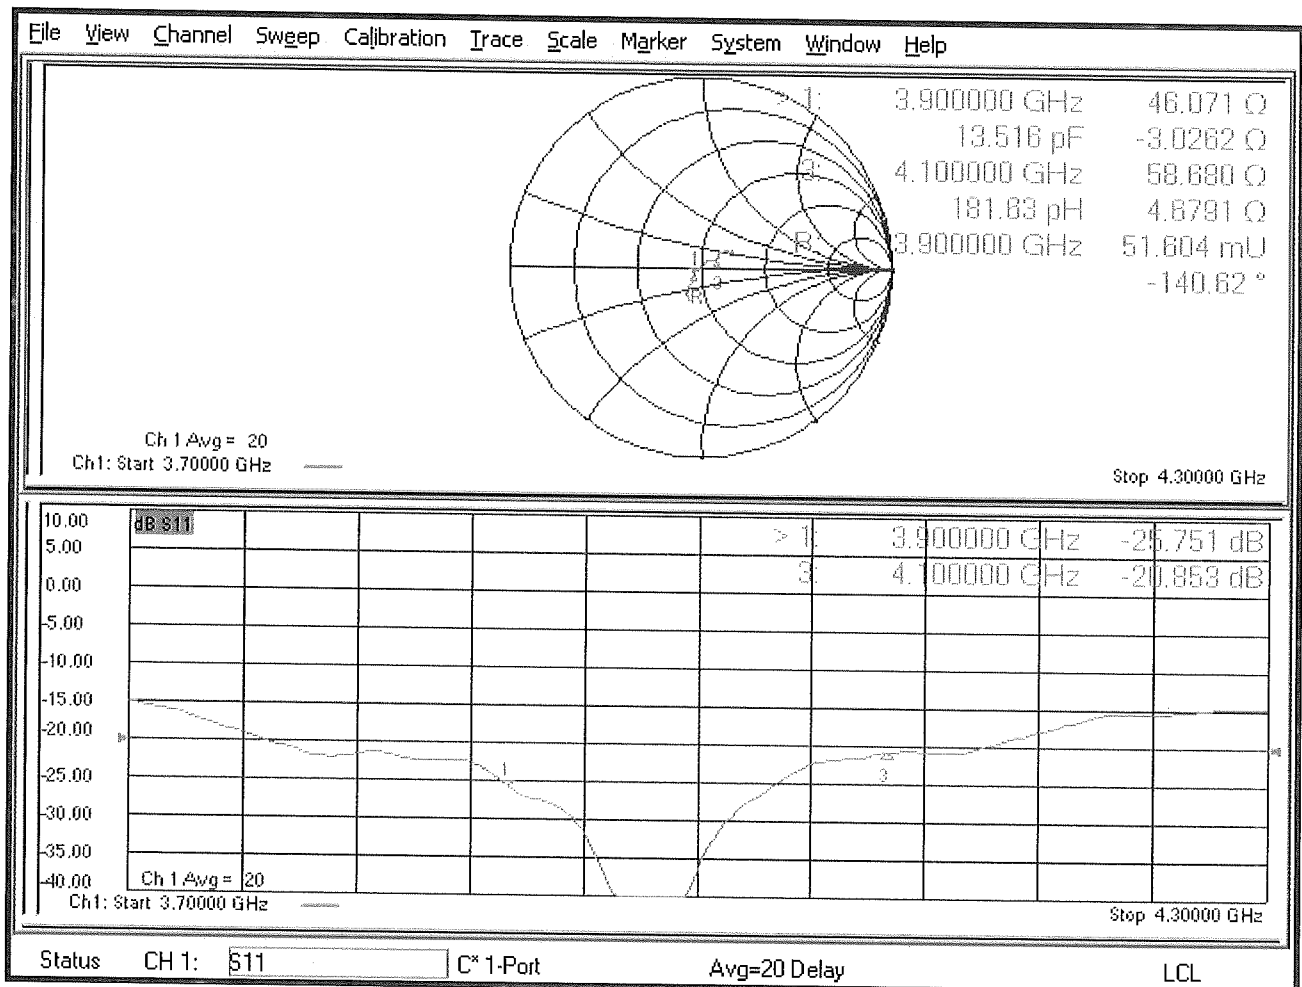 File View Channel Sweep Calibration Trace Scale Marker System Window Help
> 1: 3.900000 GHz 46.071 Ω
13.516 pF -3.0262 Ω
3: 4.100000 GHz 58.680 Ω
181.63 pH 4.6791 Ω
R 3.900000 GHz 51.604 mU
-140.62 °
1
R
3
Ch 1 Avg = 20
Ch1: Start 3.70000 GHz
Stop 4.30000 GHz
10.00
dB S11
> 1: 3.900000 GHz -25.751 dB
5.00
3: 4.100000 GHz -20.853 dB
0.00
-5.00
-10.00
-15.00
-20.00
-25.00
1
3
-30.00
-35.00
-40.00
Ch 1 Avg = 20
Ch1: Start 3.70000 GHz
Stop 4.30000 GHz
Status CH 1: S11 C* 1-Port Avg=20 Delay LCL